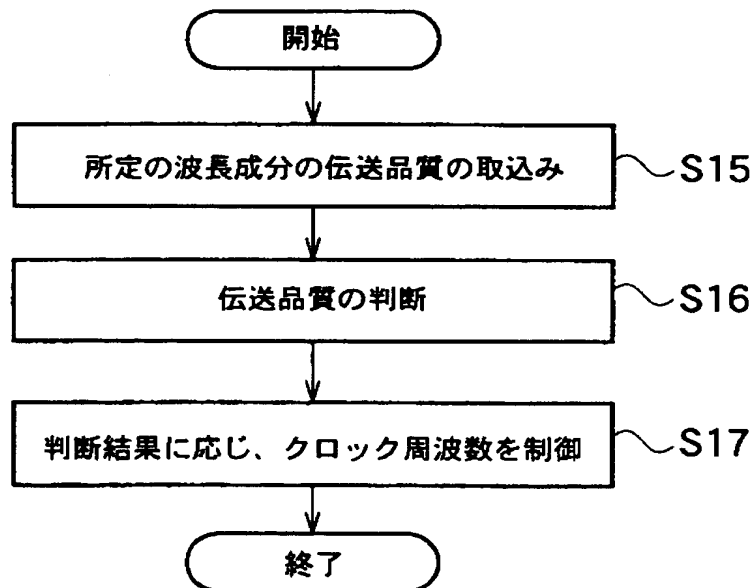 開始
所定の波長成分の伝送品質の取込み
S15
伝送品質の判断
S16
判断結果に応じ、クロック周波数を制御
S17
終了